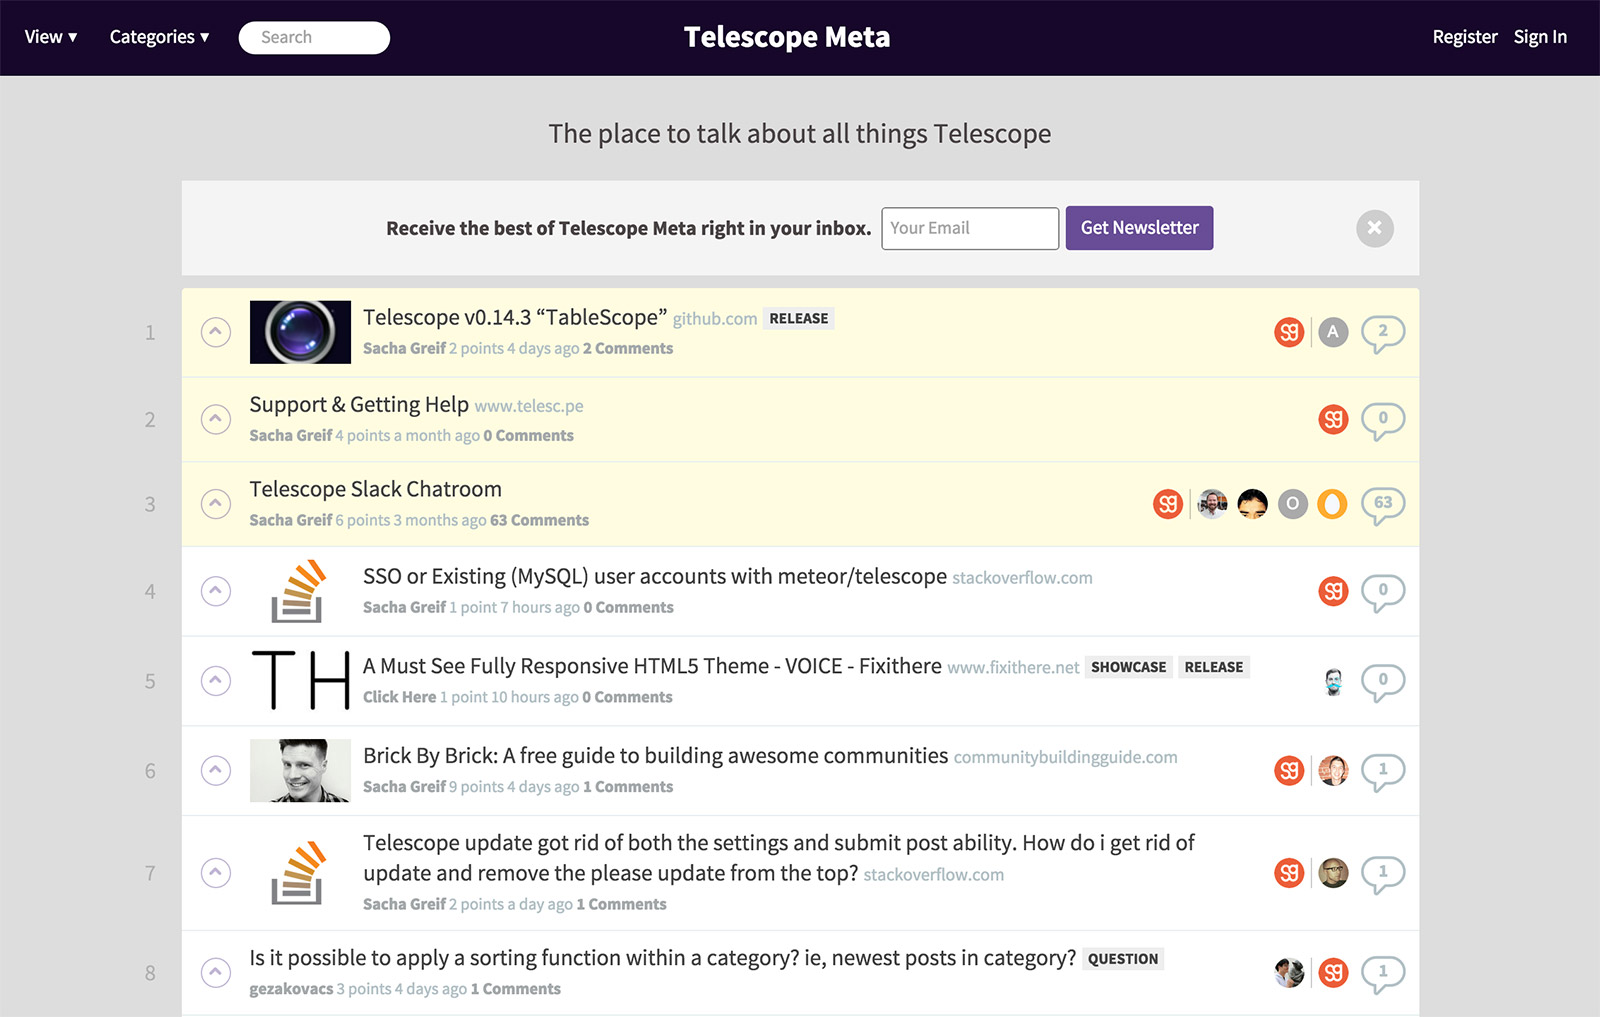 View ▾ Categories ▾ Search Telescope Meta Register Sign In
The place to talk about all things Telescope
Receive the best of Telescope Meta right in your inbox. Your Email Get Newsletter
1 Telescope v0.14.3 “TableScope” github.com RELEASE A 2
Sacha Greif 2 points 4 days ago 2 Comments
2 Support & Getting Help www.telesc.pe SG 0
Sacha Greif 4 points a month ago 0 Comments
3 Telescope Slack Chatroom SG O 63
Sacha Greif 6 points 3 months ago 63 Comments
4 SSO or Existing (MySQL) user accounts with meteor/telescope stackoverflow.com SG 0
Sacha Greif 1 point 7 hours ago 0 Comments
5 TH A Must See Fully Responsive HTML5 Theme - VOICE - Fixithere www.fixithere.net SHOWCASE RELEASE 0
Click Here 1 point 10 hours ago 0 Comments
6 Brick By Brick: A free guide to building awesome communities communitybuildingguide.com SG 1
Sacha Greif 9 points 4 days ago 1 Comments
Telescope update got rid of both the settings and submit post ability. How do i get rid of
7 update and remove the please update from the top? stackoverflow.com SG 1
Sacha Greif 2 points a day ago 1 Comments
8 Is it possible to apply a sorting function within a category? ie, newest posts in category? QUESTION SG 1
gezakovacs 3 points 4 days ago 1 Comments